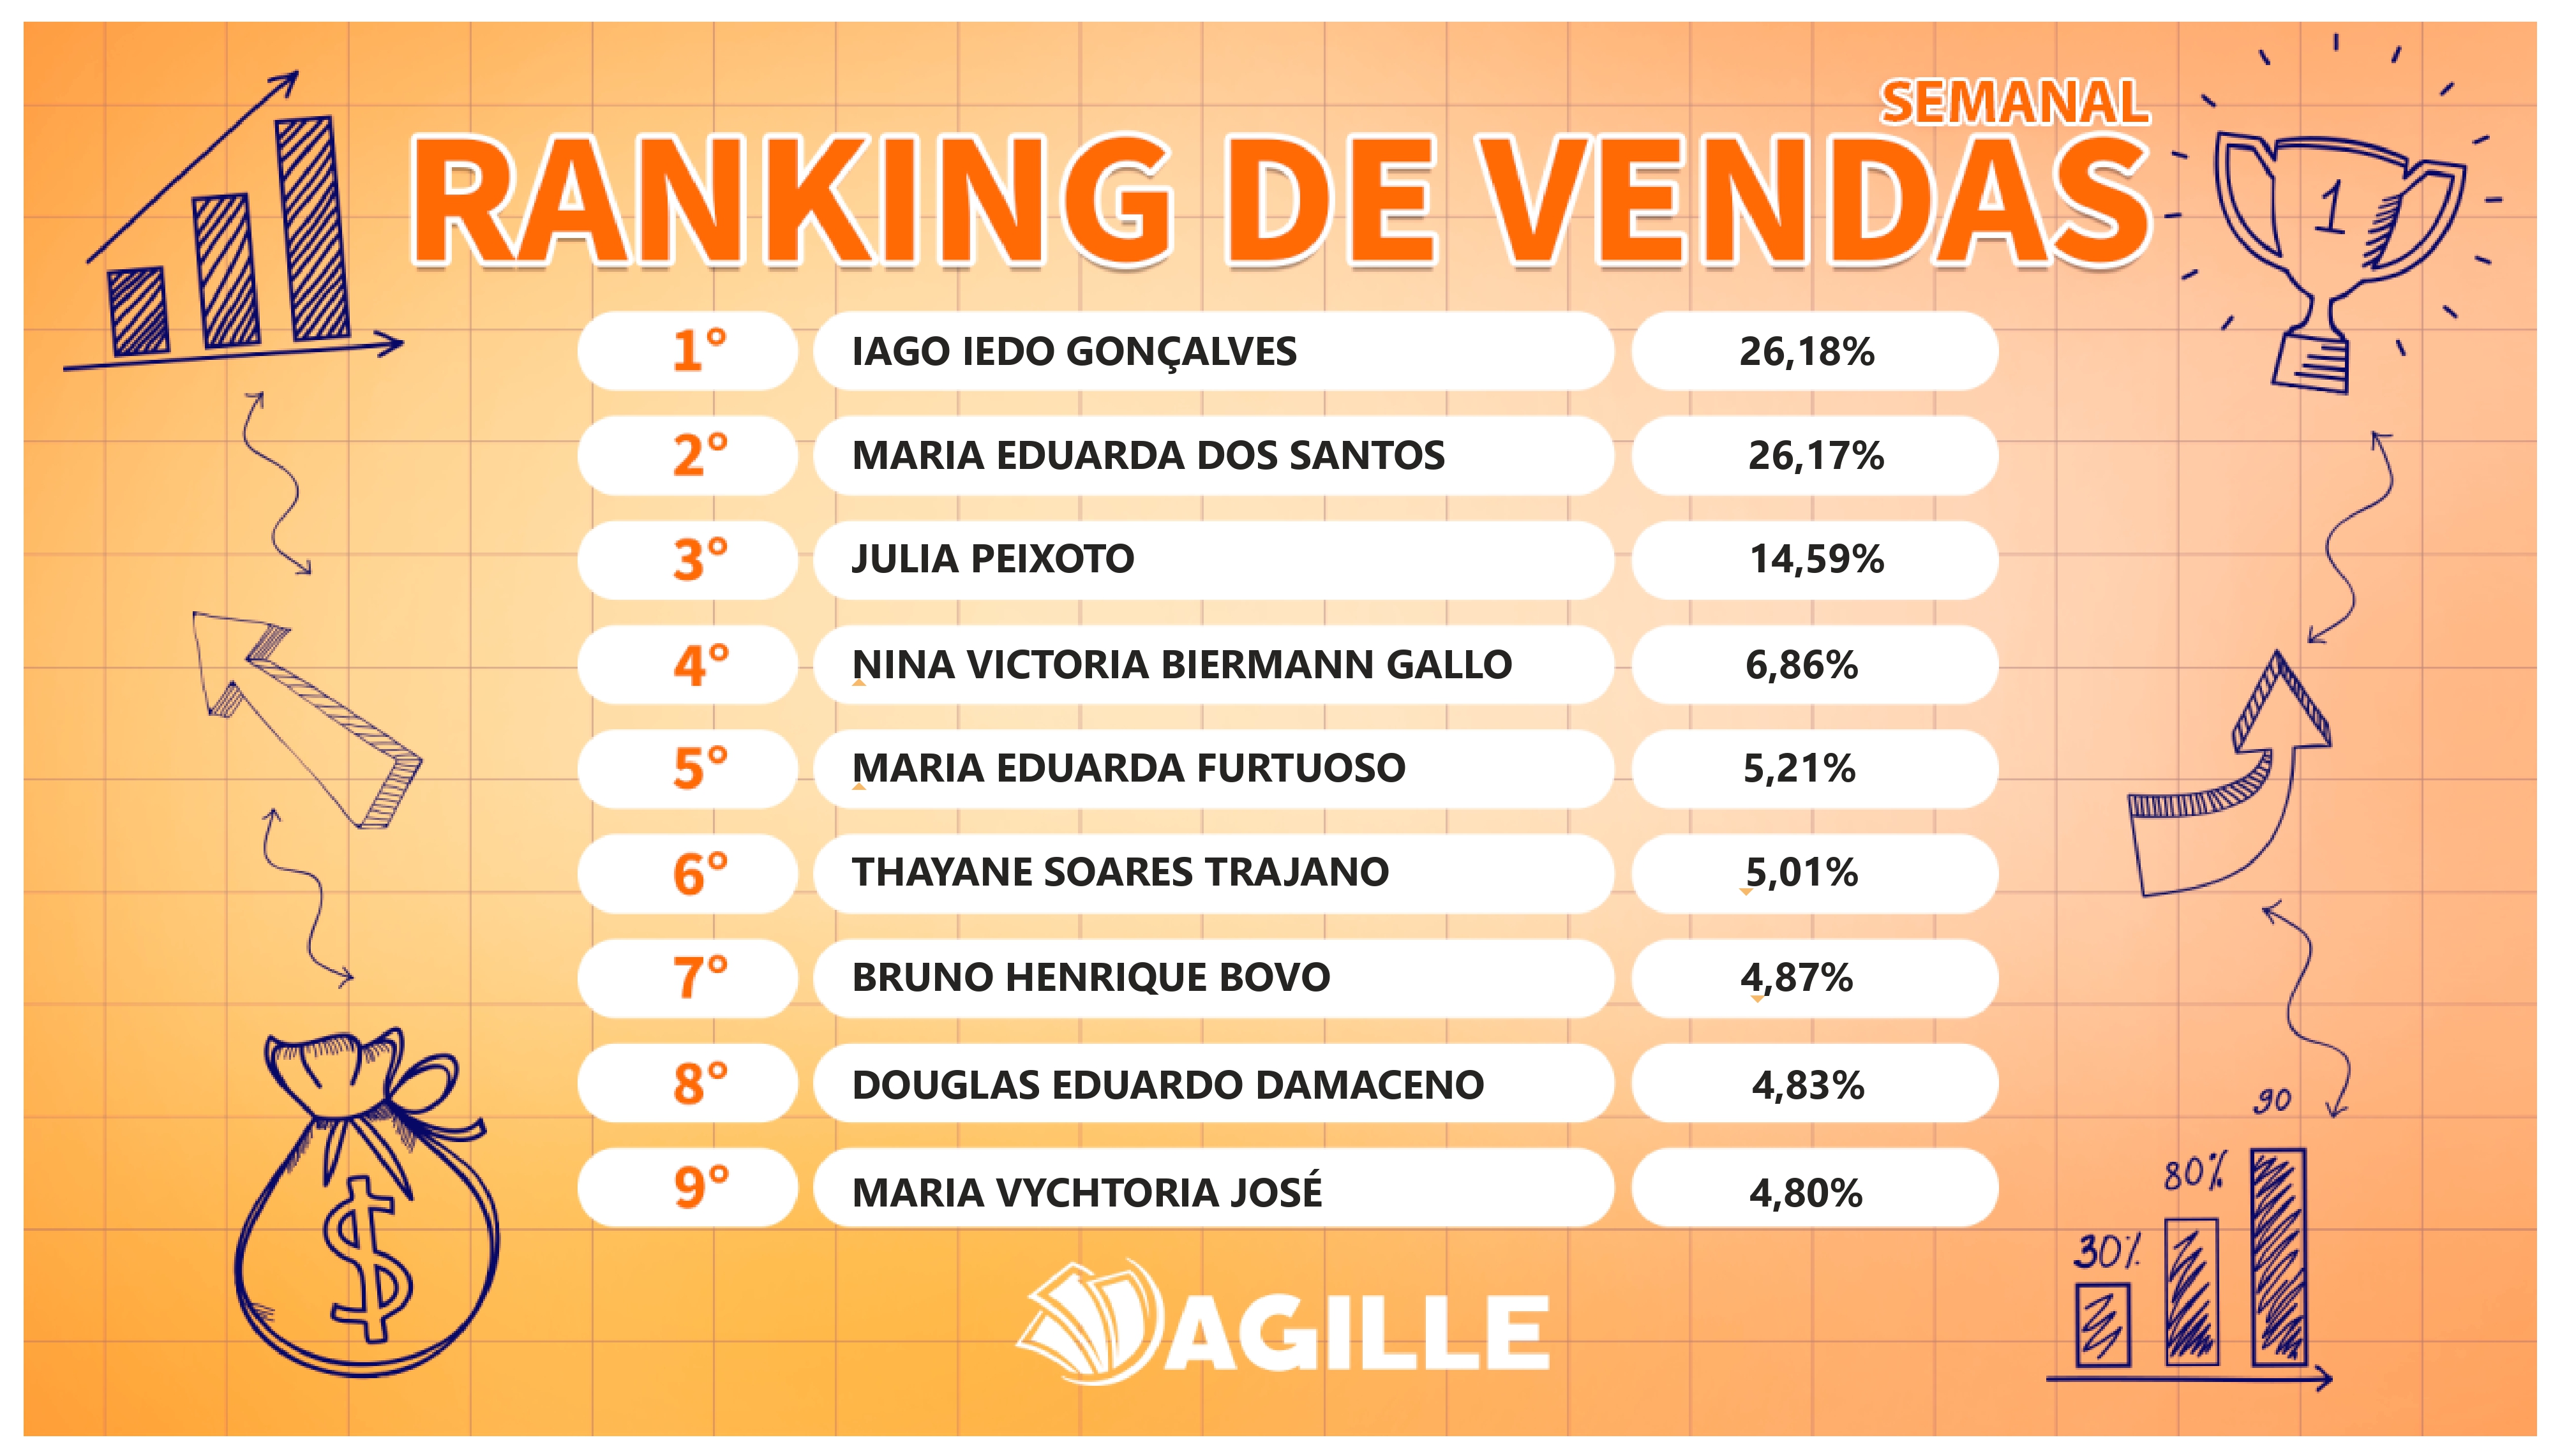 SEMANAL
RANKING DE VENDAS
1
1° IAGO IEDO GONÇALVES 26,18%
2° MARIA EDUARDA DOS SANTOS 26,17%
3° JULIA PEIXOTO 14,59%
4° NINA VICTORIA BIERMANN GALLO 6,86%
5° MARIA EDUARDA FURTUOSO 5,21%
6° THAYANE SOARES TRAJANO 5,01%
7° BRUNO HENRIQUE BOVO 4,87%
8° DOUGLAS EDUARDO DAMACENO 4,83%
9° MARIA VYCHTORIA JOSÉ 4,80%
$
90
80%
30%
AGILLE